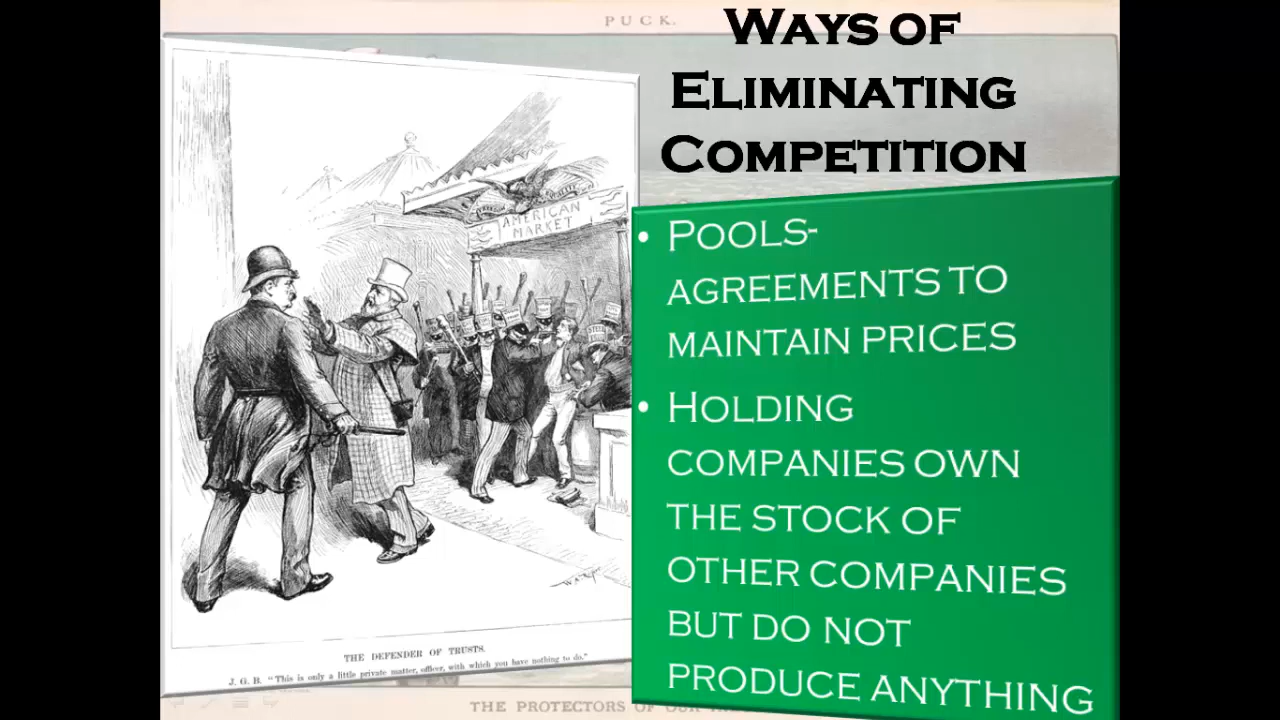 PUCK.
WAYS OF
ELIMINATING
COMPETITION
AMERICAN
MARKET
STEEL
• POOLS-
AGREEMENTS TO
MAINTAIN PRICES
• HOLDING
COMPANIES OWN
THE STOCK OF
OTHER COMPANIES
BUT DO NOT
PRODUCE ANYTHING
THE DEFENDER OF TRUSTS.
J. G. B. "This is only a little private matter, officer, with which you have nothing to do."
THE PROTECTORS OF OUR